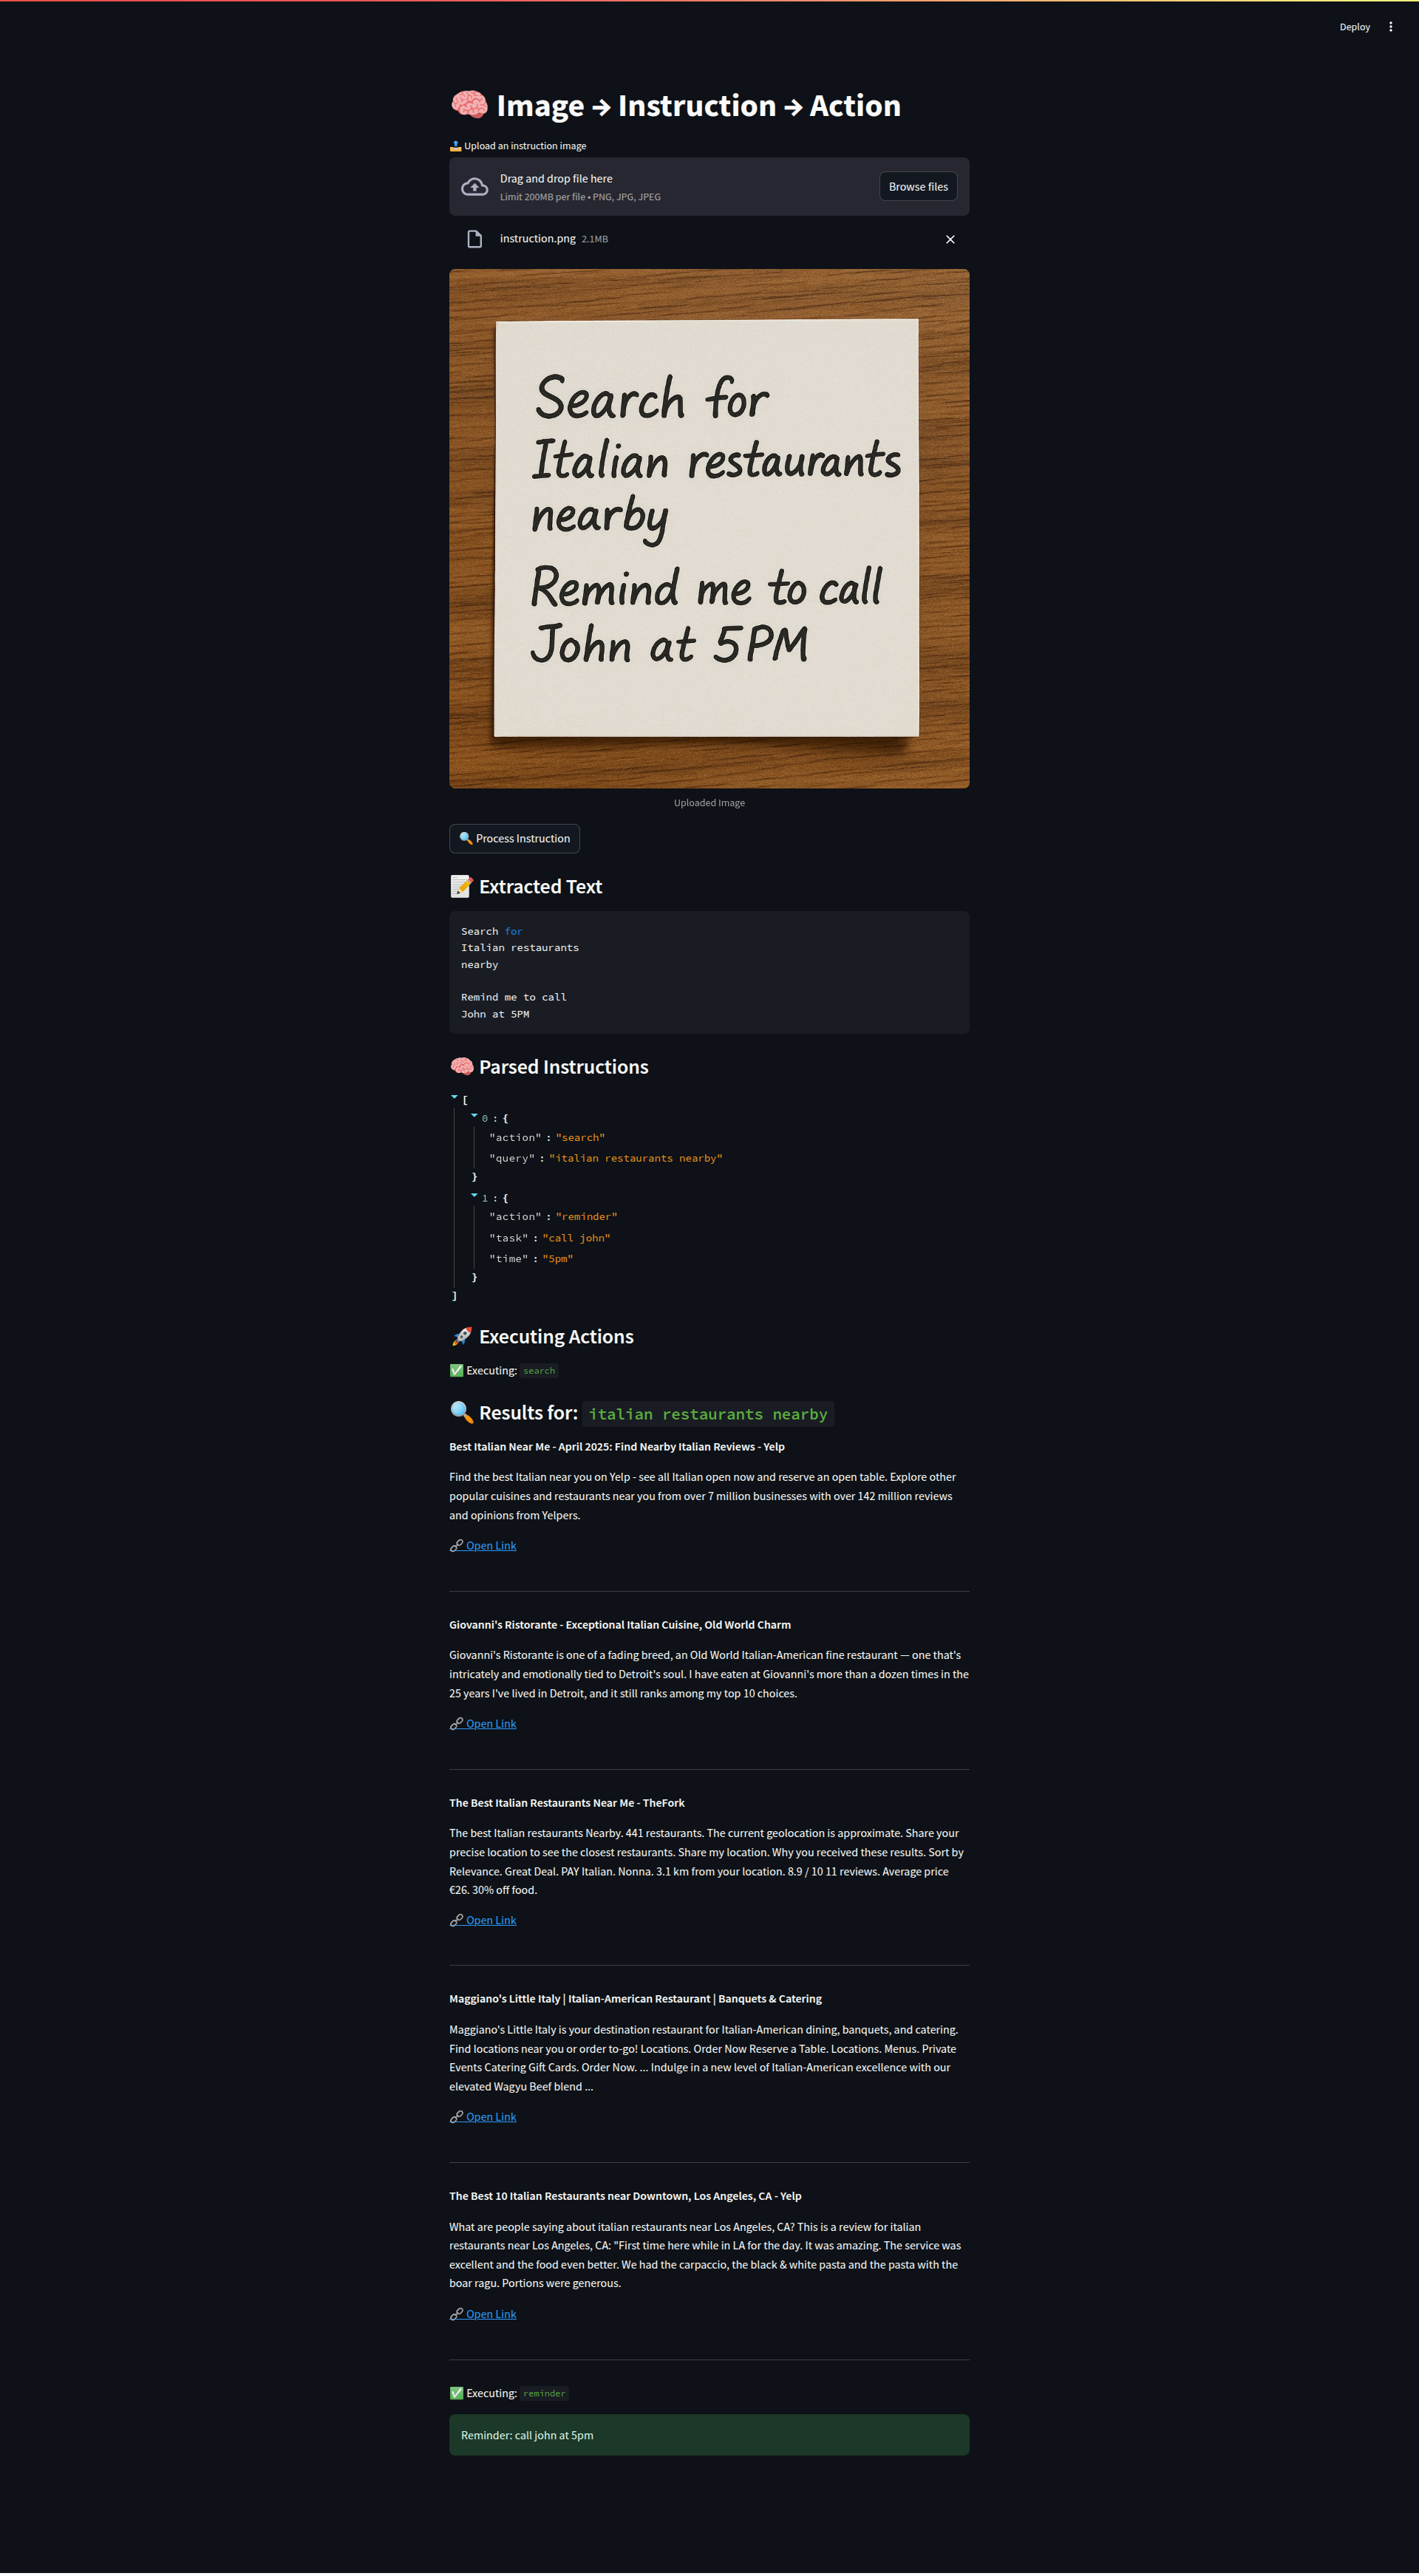 Deploy
🧠 Image → Instruction → Action
📤 Upload an instruction image
Drag and drop file here
Limit 200MB per file • PNG, JPG, JPEG
Browse files
instruction.png 2.1MB
Search for
Italian restaurants
nearby
Remind me to call
John at 5PM
Uploaded Image
🔍 Process Instruction
📝 Extracted Text
Search for
Italian restaurants
nearby
Remind me to call
John at 5PM
🧠 Parsed Instructions
[
0 : {
"action" : "search"
"query" : "italian restaurants nearby"
}
1 : {
"action" : "reminder"
"task" : "call john"
"time" : "5pm"
}
]
🚀 Executing Actions
✅ Executing: search
🔍 Results for: italian restaurants nearby
Best Italian Near Me - April 2025: Find Nearby Italian Reviews - Yelp
Find the best Italian near you on Yelp - see all Italian open now and reserve an open table. Explore other
popular cuisines and restaurants near you from over 7 million businesses with over 142 million reviews
and opinions from Yelpers.
🔗 Open Link
Giovanni's Ristorante - Exceptional Italian Cuisine, Old World Charm
Giovanni's Ristorante is one of a fading breed, an Old World Italian-American fine restaurant — one that's
intricately and emotionally tied to Detroit's soul. I have eaten at Giovanni's more than a dozen times in the
25 years I've lived in Detroit, and it still ranks among my top 10 choices.
🔗 Open Link
The Best Italian Restaurants Near Me - TheFork
The best Italian restaurants Nearby. 441 restaurants. The current geolocation is approximate. Share your
precise location to see the closest restaurants. Share my location. Why you received these results. Sort by
Relevance. Great Deal. PAY Italian. Nonna. 3.1 km from your location. 8.9 / 10 11 reviews. Average price
€26. 30% off food.
🔗 Open Link
Maggiano's Little Italy | Italian-American Restaurant | Banquets & Catering
Maggiano's Little Italy is your destination restaurant for Italian-American dining, banquets, and catering.
Find locations near you or order to-go! Locations. Order Now Reserve a Table. Locations. Menus. Private
Events Catering Gift Cards. Order Now. ... Indulge in a new level of Italian-American excellence with our
elevated Wagyu Beef blend ...
🔗 Open Link
The Best 10 Italian Restaurants near Downtown, Los Angeles, CA - Yelp
What are people saying about italian restaurants near Los Angeles, CA? This is a review for italian
restaurants near Los Angeles, CA: "First time here while in LA for the day. It was amazing. The service was
excellent and the food even better. We had the carpaccio, the black & white pasta and the pasta with the
boar ragu. Portions were generous.
🔗 Open Link
✅ Executing: reminder
Reminder: call john at 5pm